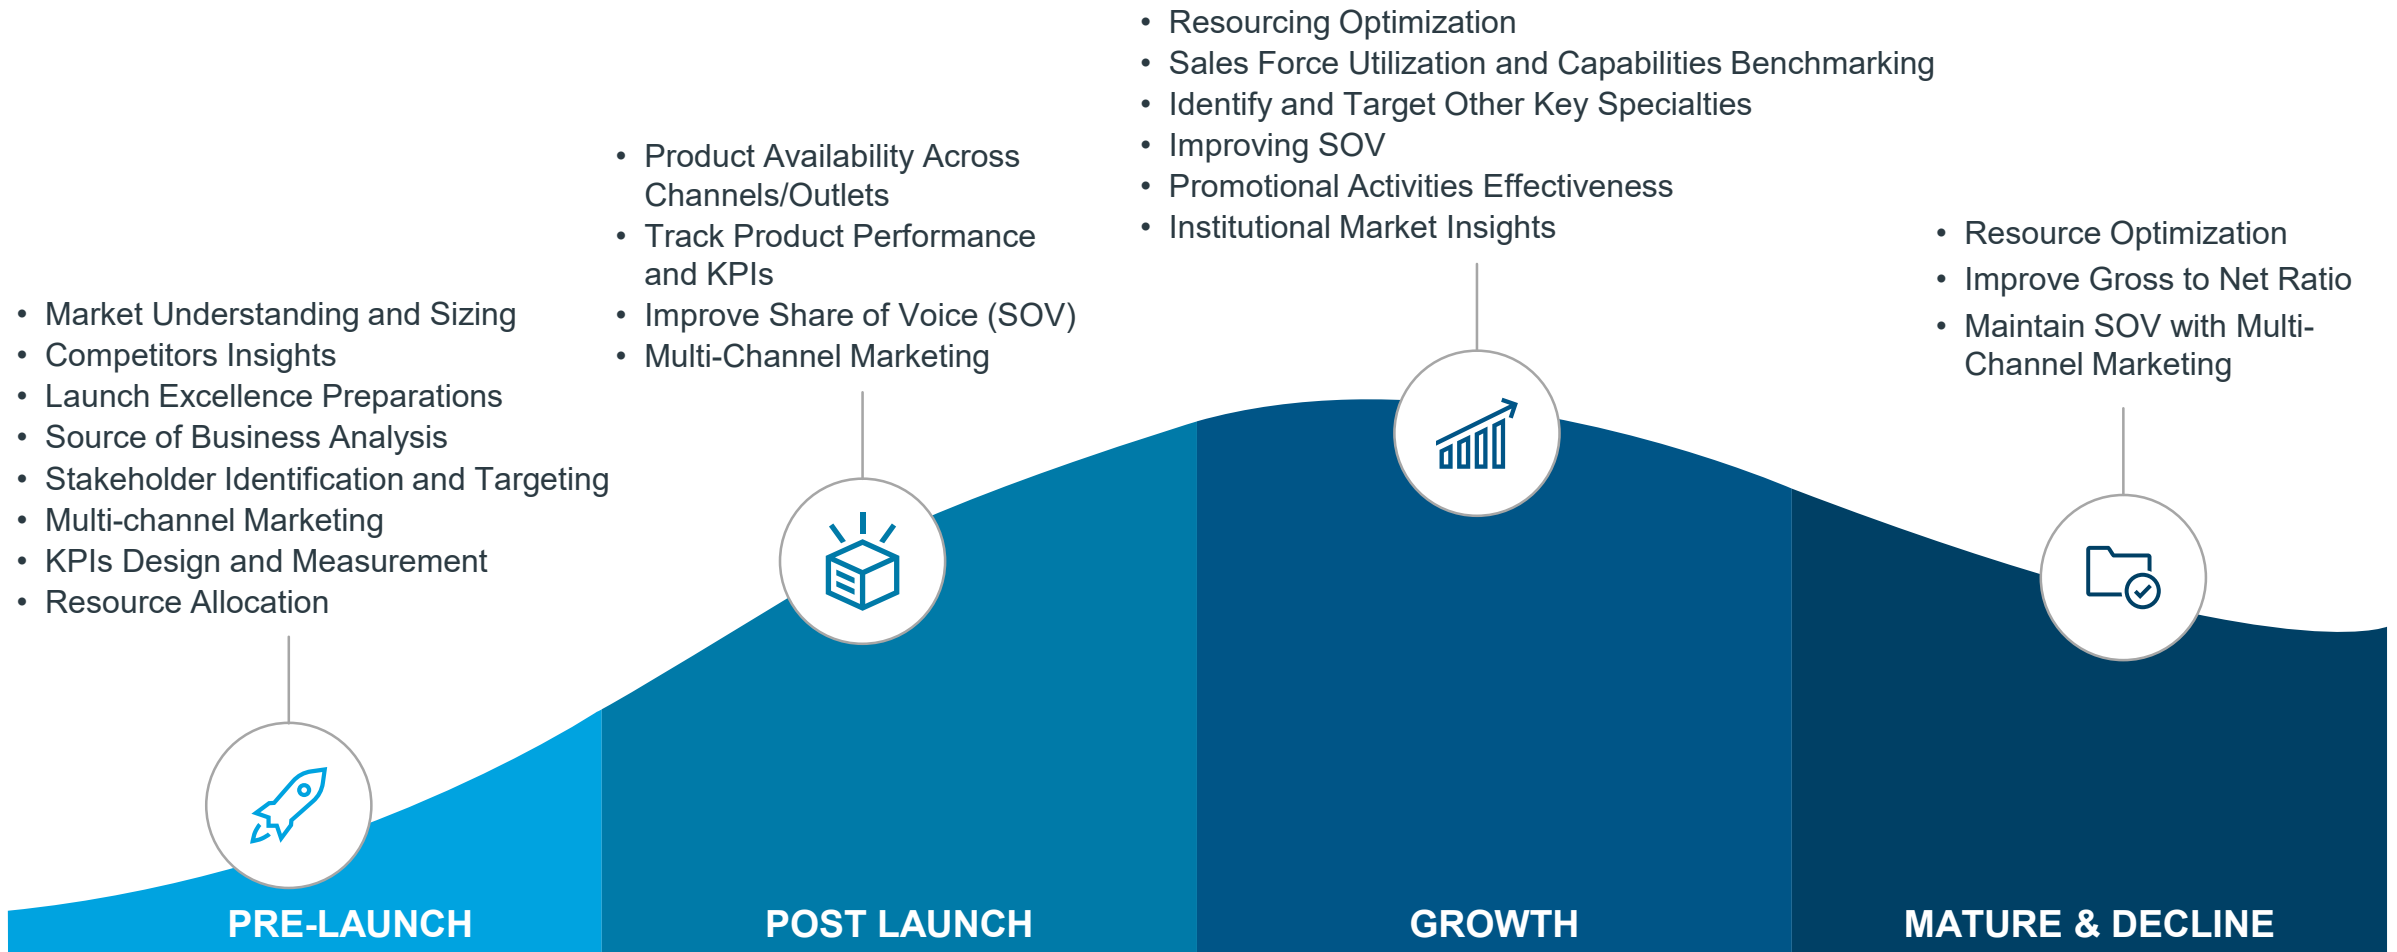 • Market Understanding and Sizing
• Competitors Insights
• Launch Excellence Preparations
• Source of Business Analysis
• Stakeholder Identification and Targeting
• Multi-channel Marketing
• KPIs Design and Measurement
• Resource Allocation
PRE-LAUNCH
• Product Availability Across
Channels/Outlets
• Track Product Performance
and KPIs
• Improve Share of Voice (SOV)
• Multi-Channel Marketing
POST LAUNCH
• Resourcing Optimization
• Sales Force Utilization and Capabilities Benchmarking
• Identify and Target Other Key Specialties
• Improving SOV
• Promotional Activities Effectiveness
• Institutional Market Insights
GROWTH
• Resource Optimization
• Improve Gross to Net Ratio
• Maintain SOV with Multi-
Channel Marketing
MATURE & DECLINE